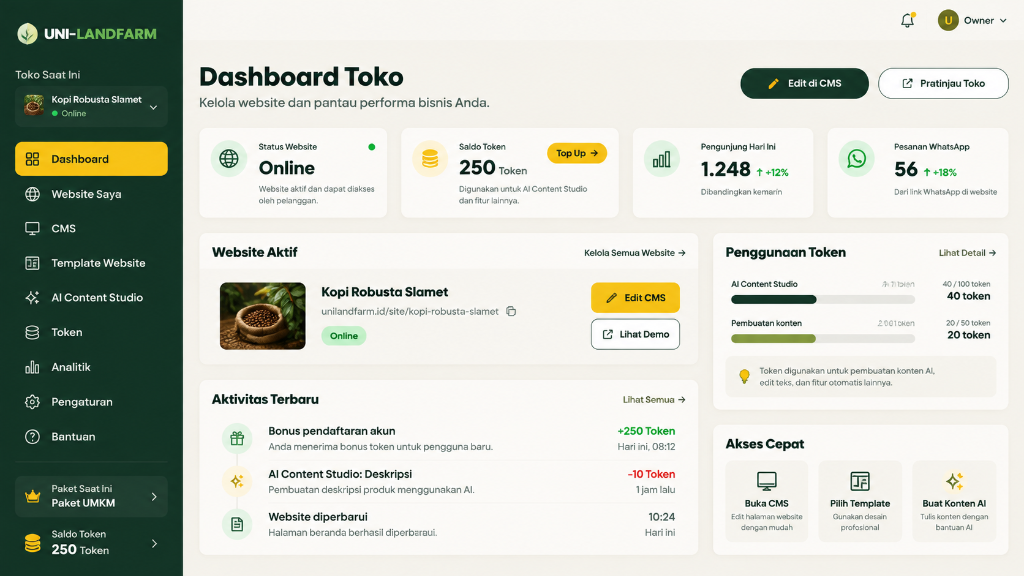 UNI-LANDFARM
Toko Saat Ini
Kopi Robusta Slamet
Online
Dashboard
Website Saya
CMS
Template Website
AI Content Studio
Token
Analitik
Pengaturan
Bantuan
Paket Saat Ini
Paket UMKM
Saldo Token
250 Token
U
Owner
Dashboard Toko
Kelola website dan pantau performa bisnis Anda.
Edit di CMS
Pratinjau Toko
Status Website
Online
Website aktif dan dapat diakses
oleh pelanggan.
Saldo Token
250 Token
Top Up →
Digunakan untuk AI Content Studio
dan fitur lainnya.
Pengunjung Hari Ini
1.248 ↑ +12%
Dibandingkan kemarin
Pesanan WhatsApp
56 ↑ +18%
Dari link WhatsApp di website
Website Aktif
Kelola Semua Website →
Kopi Robusta Slamet
unilandfarm.id/site/kopi-robusta-slamet
Online
Edit CMS
Lihat Demo
Aktivitas Terbaru
Lihat Semua →
Bonus pendaftaran akun
+250 Token
Anda menerima bonus token untuk pengguna baru.
Hari ini, 08:12
AI Content Studio: Deskripsi
-10 Token
Pembuatan deskripsi produk menggunakan AI.
1 jam lalu
Website diperbarui
10:24
Halaman beranda berhasil diperbarui.
Hari ini
Penggunaan Token
Lihat Detail →
AI Content Studio
40 / 100 token
40 token
Pembuatan konten
20 / 50 token
20 token
Token digunakan untuk pembuatan konten AI,
edit teks, dan fitur otomatis lainnya.
Akses Cepat
Buka CMS
Edit halaman website
dengan mudah
Pilih Template
Gunakan desain
profesional
Buat Konten AI
Tulis konten dengan
bantuan AI